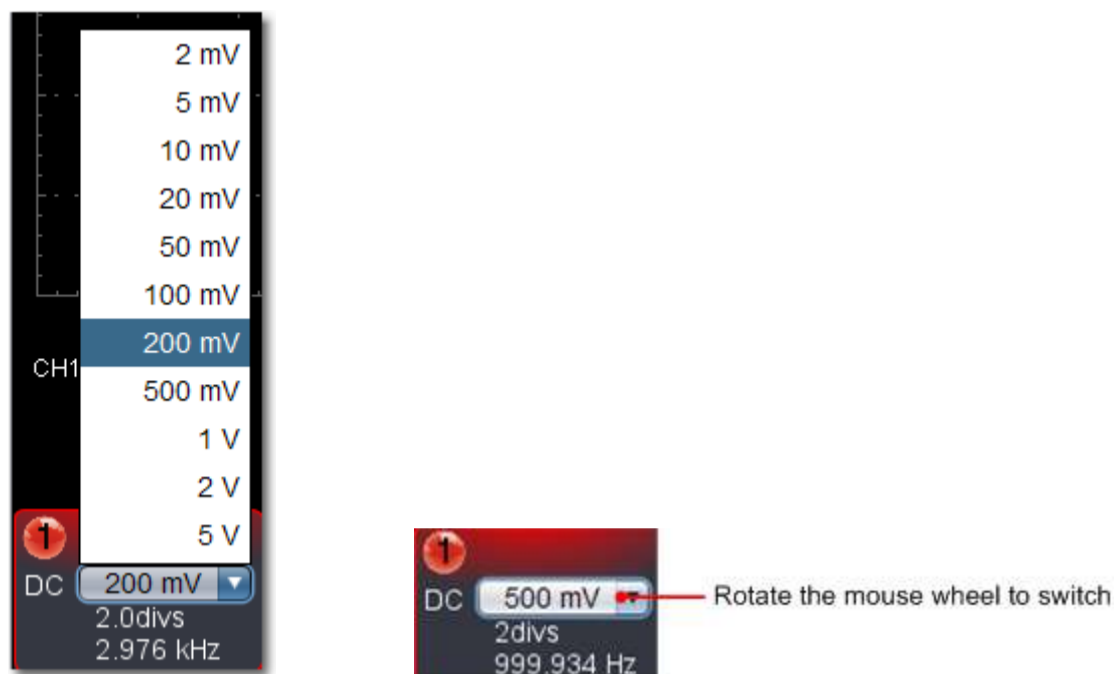 2 mV
5 mV
10 mV
20 mV
50 mV
100 mV
200 mV
CH1
500 mV
1 V
2 V
5 V
1
DC 200 mV
2.0divs
2.976 kHz
1
DC 500 mV
2divs
999.934 Hz
Rotate the mouse wheel to switch